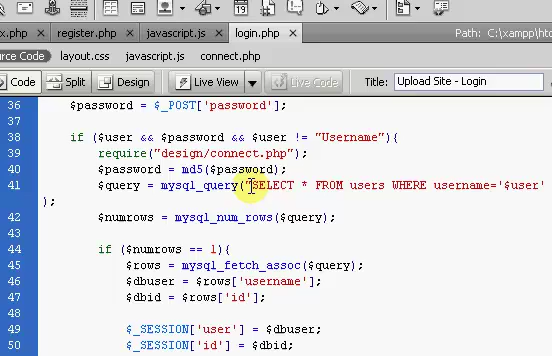 x.php × register.php × javascript.js × login.php × Path: C:\xampp\htc
ource Code layout.css javascript.js connect.php
Code Split Design Live View Live Code Title: Upload Site - Login
36 $password = $_POST['password'];
37
38 if ($user && $password && $user != "Username"){
39 require("design/connect.php");
40 $password = md5($password);
41 $query = mysql_query("SELECT * FROM users WHERE username='$user'
);
42 $numrows = mysql_num_rows($query);
43
44 if ($numrows == 1){
45 $rows = mysql_fetch_assoc($query);
46 $dbuser = $rows['username'];
47 $dbid = $rows['id'];
48
49 $_SESSION['user'] = $dbuser;
50 $_SESSION['id'] = $dbid;